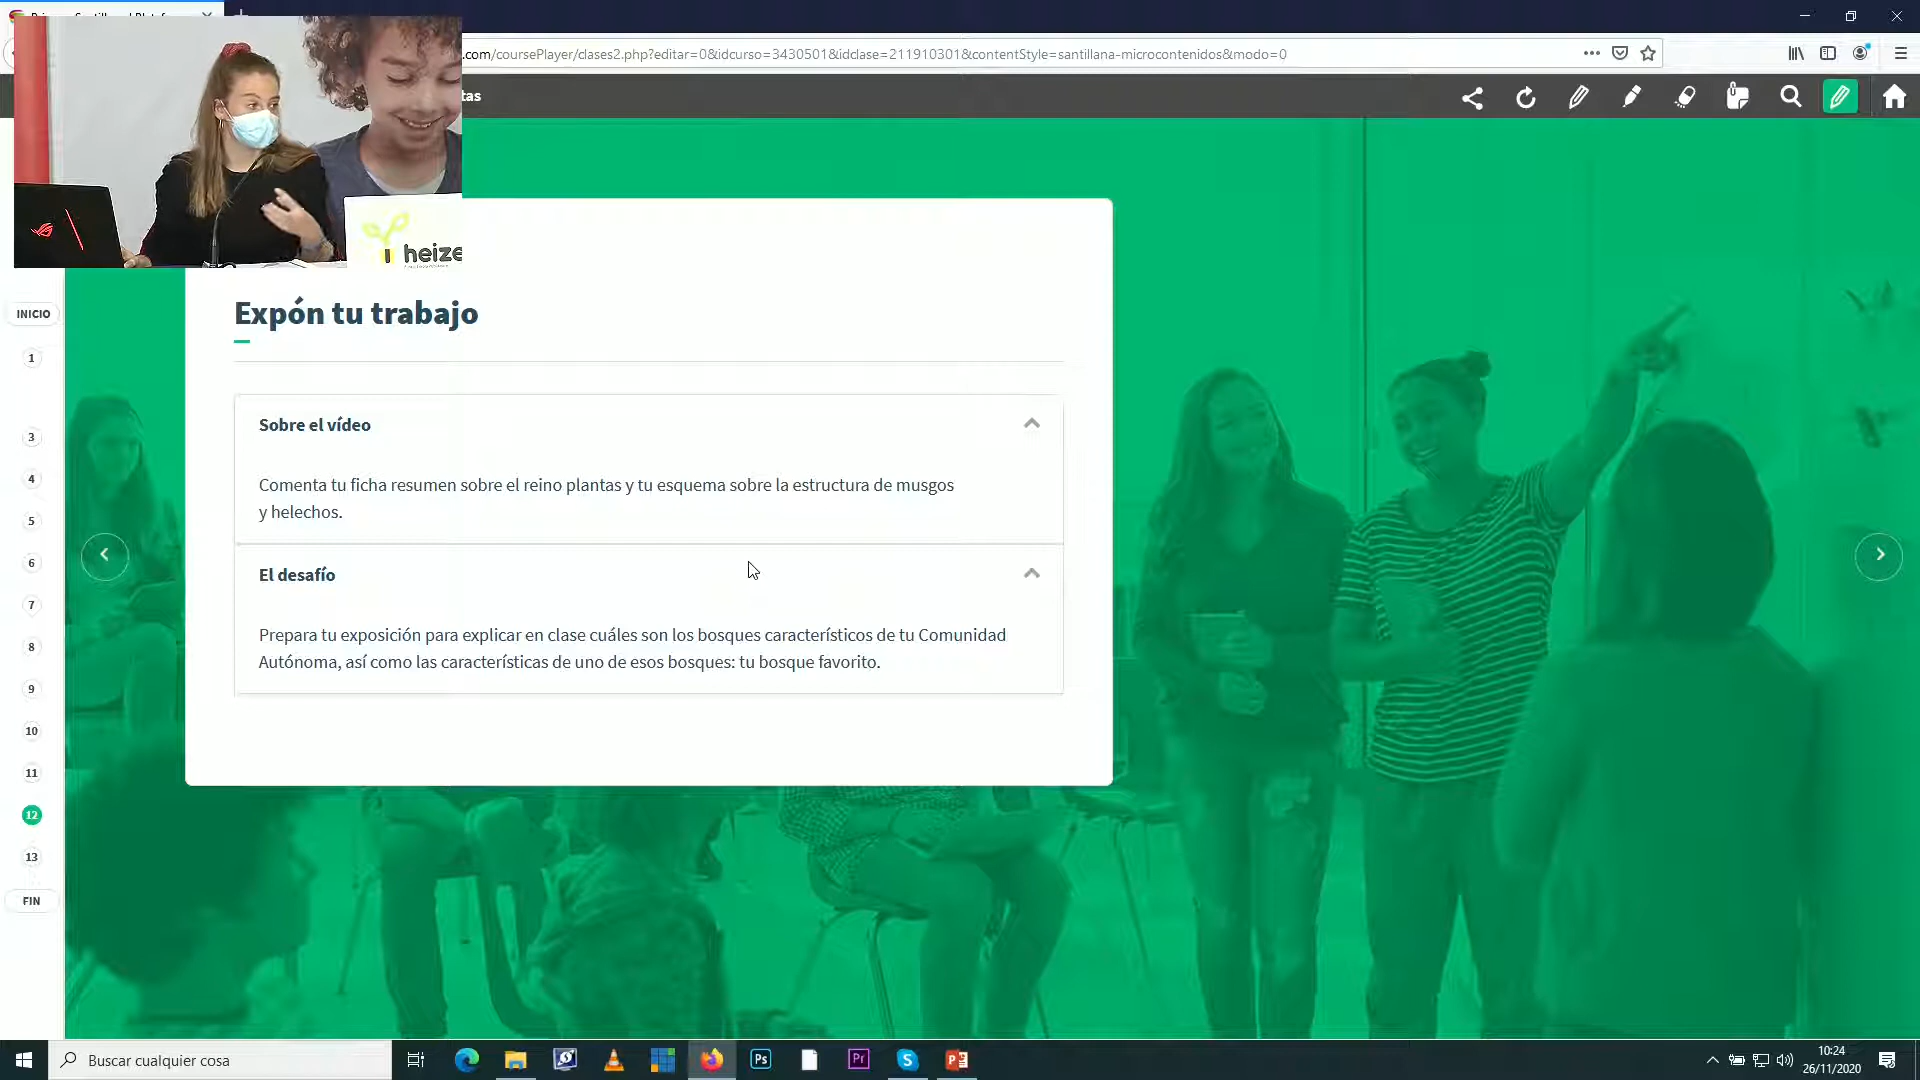 .com/coursePlayer/clases2.php?editar=0&idcurso=3430501&idclase=211910301&contentStyle=santillana-microcontenidos&modo=0
tas
heize
INICIO
Expón tu trabajo
1
Sobre el vídeo
3
4
Comenta tu ficha resumen sobre el reino plantas y tu esquema sobre la estructura de musgos
y helechos.
5
6
El desafío
7
Prepara tu exposición para explicar en clase cuáles son los bosques característicos de tu Comunidad
Autónoma, así como las características de uno de esos bosques: tu bosque favorito.
8
9
10
11
12
13
FIN
Buscar cualquier cosa
Ps
Pr
10:24
26/11/2020